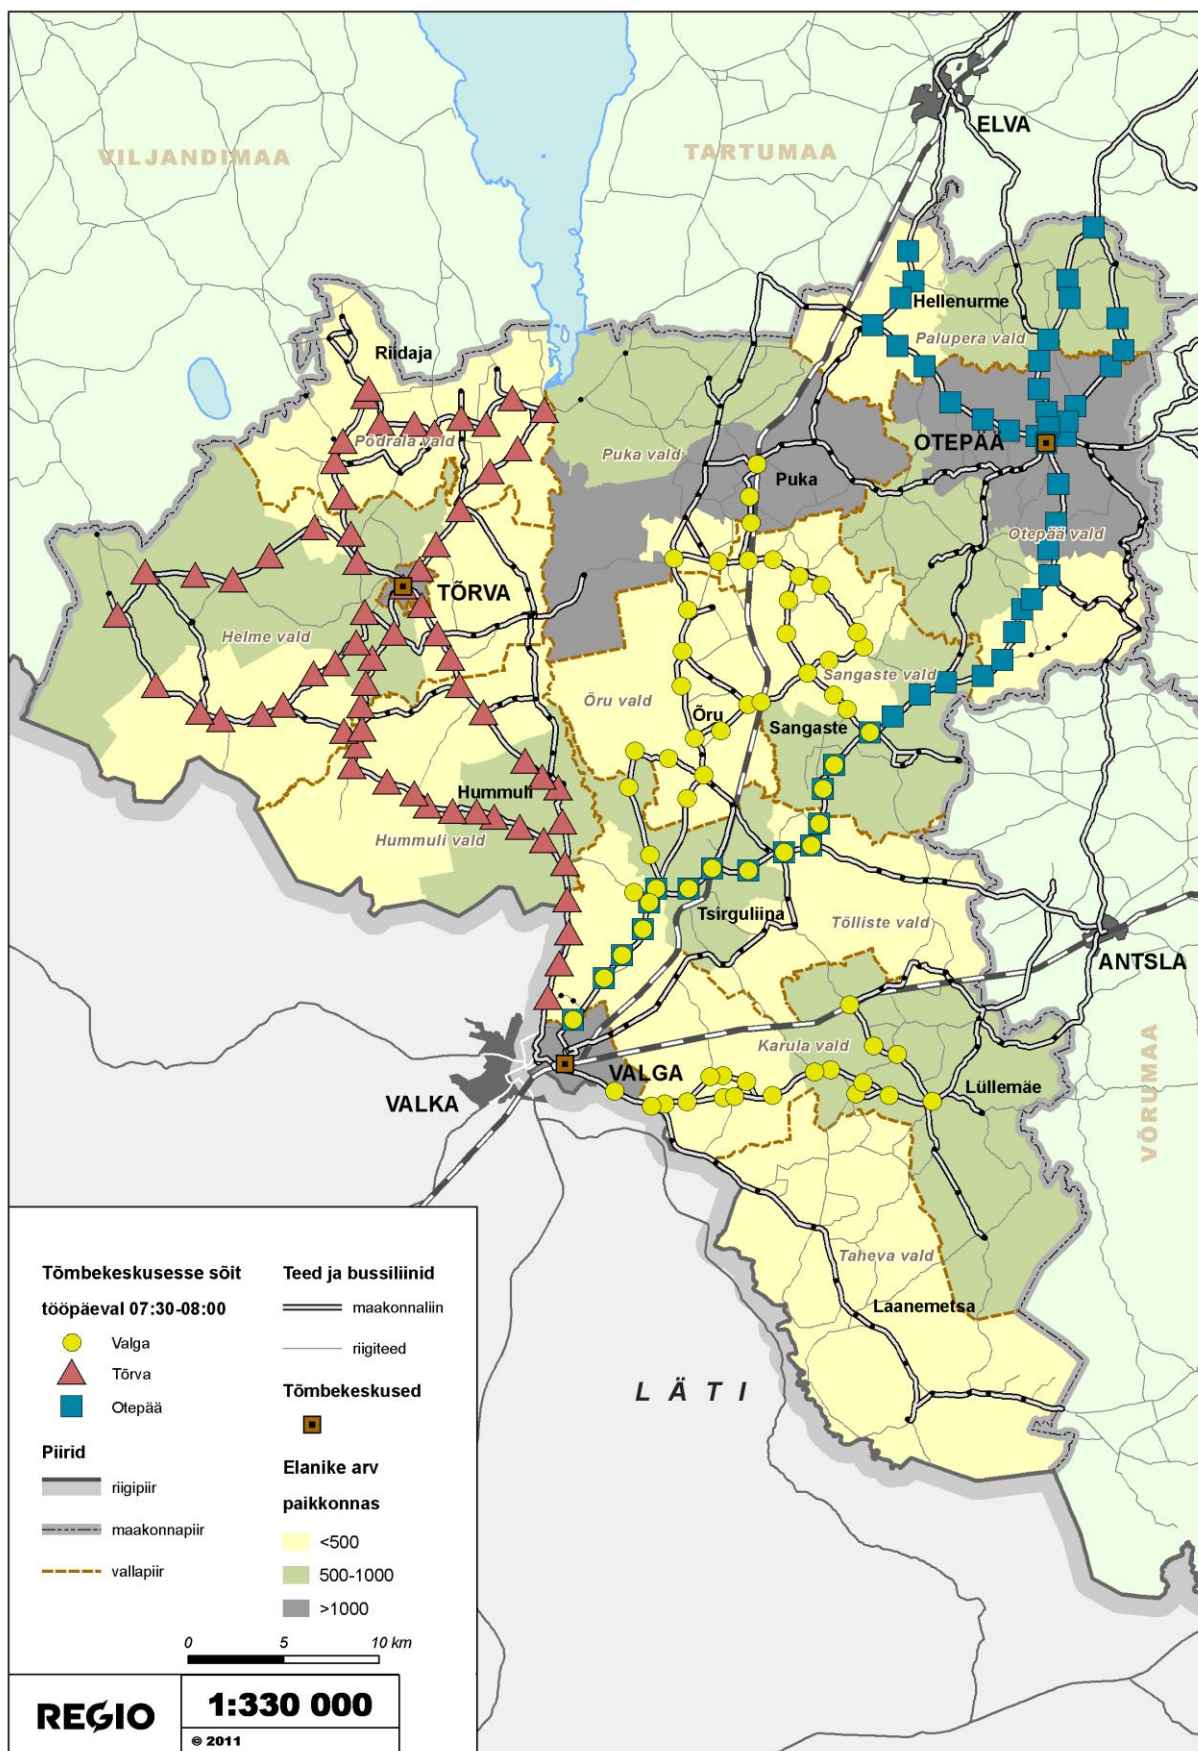 ELVA
VILJANDIMAA
TARTUMAA
Hellenurme
Palupera vald
Riidaja
Põdrala vald
Puka vald
Puka
OTEPÄÄ
Otepää vald
TÕRVA
Helme vald
Sangaste vald
Õru vald
Õru
Sangaste
Hummuli
Hummuli vald
Tsirguliina
Tõlliste vald
ANTSLA
Karula vald
VALGA
VALKA
Lüllemäe
VÕRUMAA
Taheva vald
Laanemetsa
LÄTI
Tõmbekeskusesse sõit
tööpäeval 07:30-08:00
Valga
Tõrva
Otepää
Piirid
riigipiir
maakonnapiir
vallapiir
Teed ja bussiliinid
maakonnaliin
riigiteed
Tõmbekeskused
Elanike arv
paikkonnas
<500
500-1000
>1000
0 5 10 km
REGIO
1:330 000
© 2011